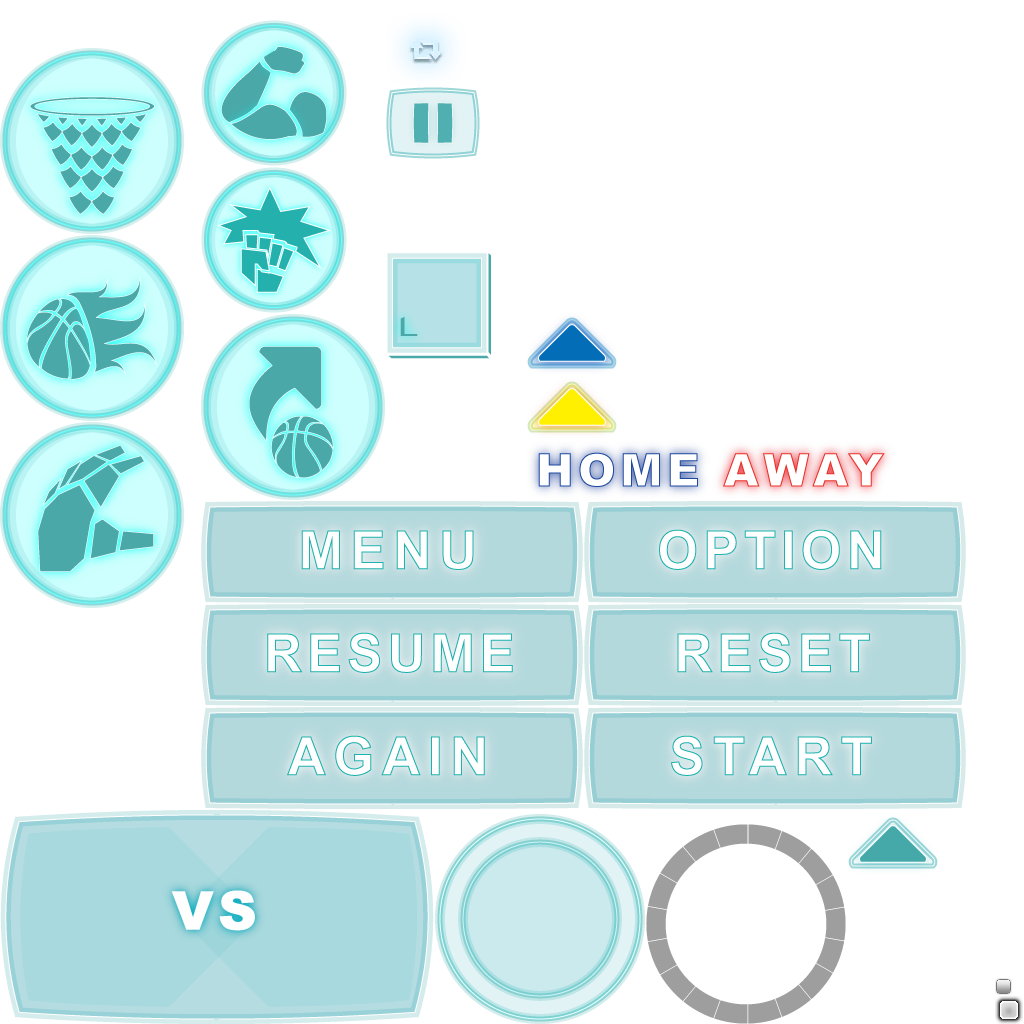 L
HOME AWAY
MENU OPTION
RESUME RESET
AGAIN START
VS